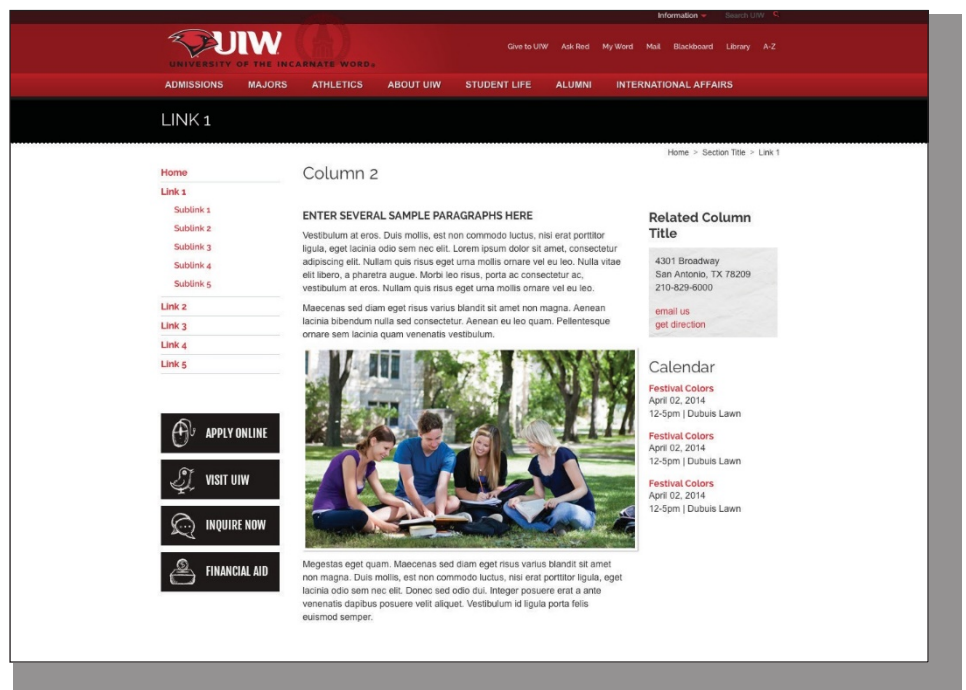 Information
Search UIW
UIW
UNIVERSITY OF THE INCARNATE WORD
Give to UIW Ask Red My Word Mail Blackboard Library A-Z
ADMISSIONS MAJORS ATHLETICS ABOUT UIW STUDENT LIFE ALUMNI INTERNATIONAL AFFAIRS
LINK 1
Home > Section Title > Link 1
Home
Link 1
Sublink 1
Sublink 2
Sublink 3
Sublink 4
Sublink 5
Link 2
Link 3
Link 4
Link 5
APPLY ONLINE
VISIT UIW
INQUIRE NOW
FINANCIAL AID
Column 2
ENTER SEVERAL SAMPLE PARAGRAPHS HERE
Vestibulum at eros. Duis mollis, est non commodo luctus, nisi erat porttitor
ligula, eget lacinia odio sem nec elit. Lorem ipsum dolor sit amet, consectetur
adipiscing elit. Nullam quis risus eget urna mollis ornare vel eu leo. Nulla vitae
elit libero, a pharetra augue. Morbi leo risus, porta ac consectetur ac,
vestibulum at eros. Nullam quis risus eget urna mollis ornare vel eu leo.
Maecenas sed diam eget risus varius blandit sit amet non magna. Aenean
lacinia bibendum nulla sed consectetur. Aenean eu leo quam. Pellentesque
ornare sem lacinia quam venenatis vestibulum.
Megestas eget quam. Maecenas sed diam eget risus varius blandit sit amet
non magna. Duis mollis, est non commodo luctus, nisi erat porttitor ligula, eget
lacinia odio sem nec elit. Donec sed odio dui. Integer posuere erat a ante
venenatis dapibus posuere velit aliquet. Vestibulum id ligula porta felis
euismod semper.
Related Column
Title
4301 Broadway
San Antonio, TX 78209
210-829-6000
email us
get direction
Calendar
Festival Colors
April 02, 2014
12-5pm | Dubuis Lawn
Festival Colors
April 02, 2014
12-5pm | Dubuis Lawn
Festival Colors
April 02, 2014
12-5pm | Dubuis Lawn